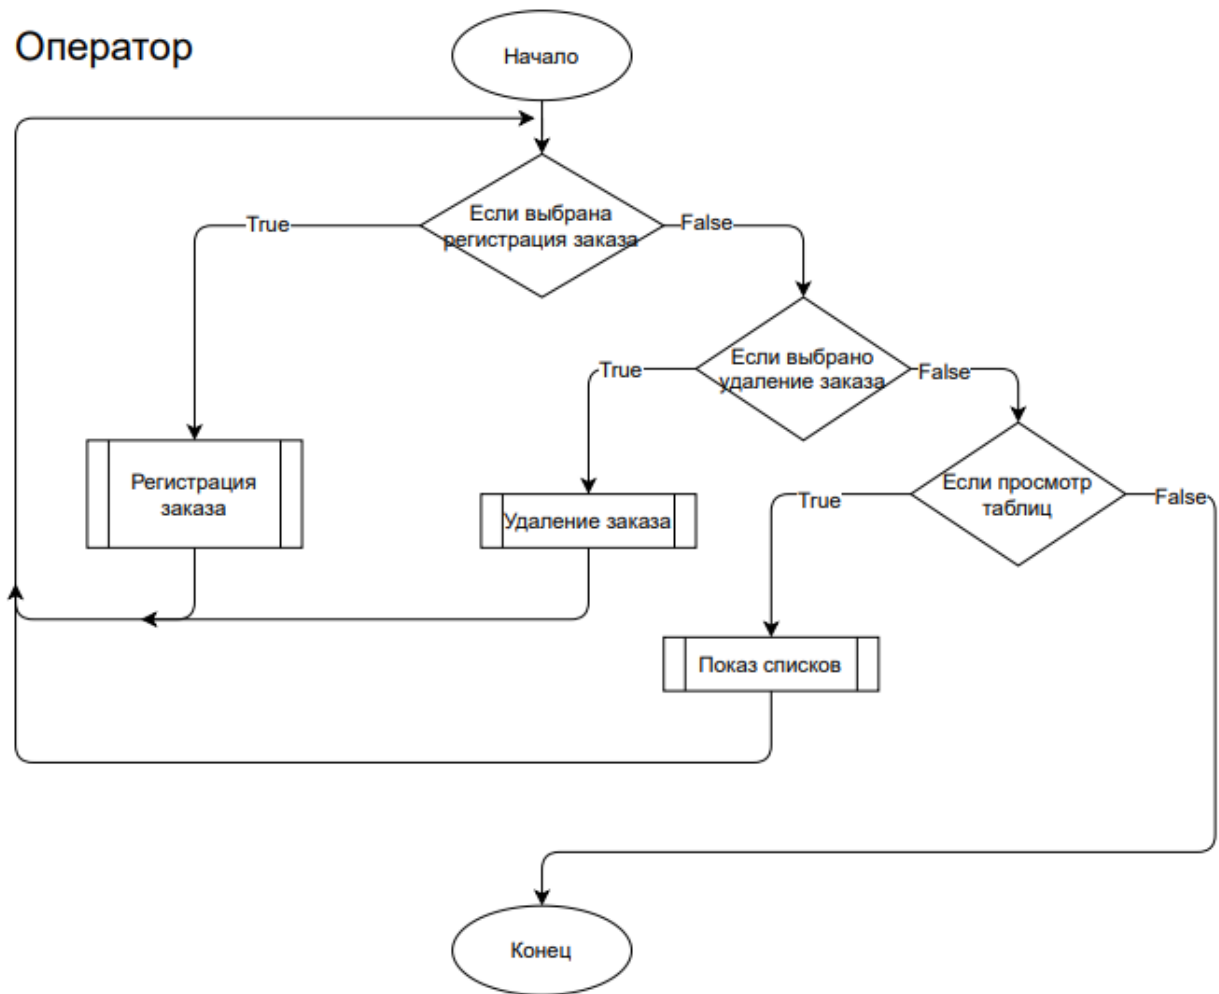 Оператор
Начало
Если выбрана
регистрация заказа
True
False
Если выбрано
удаление заказа
True
False
Если просмотр
таблиц
True
False
Регистрация
заказа
Удаление заказа
Показ списков
Конец